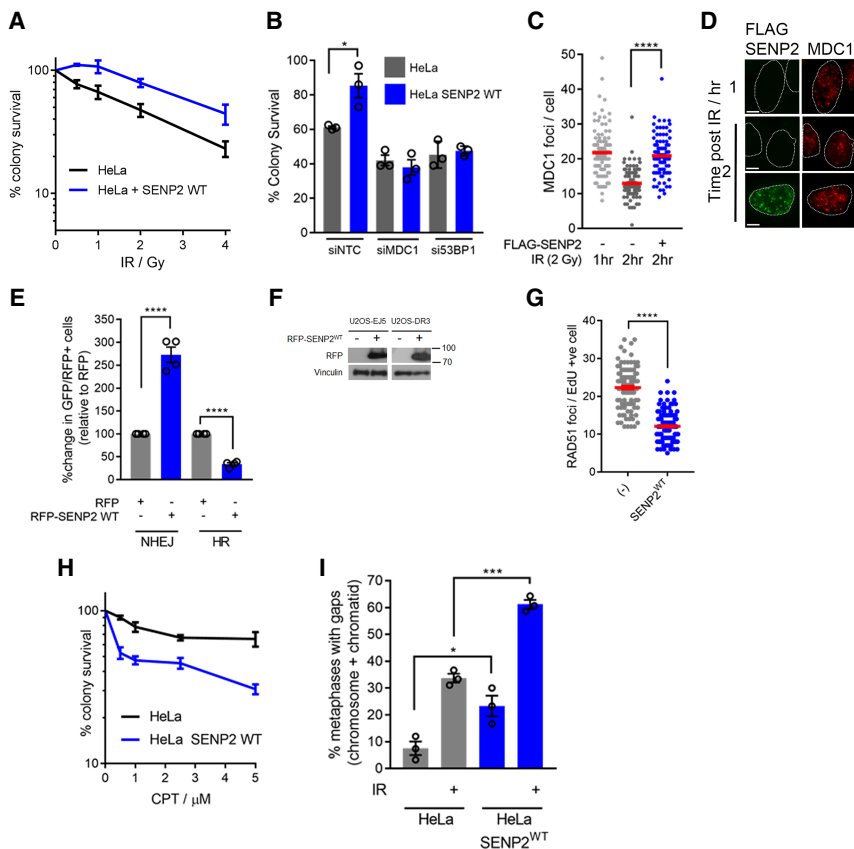 A
% colony survival
100
10
0
1
2
3
4
HeLa
HeLa + SENP2 WT
IR / Gy
B
% Colony Survival
100
80
60
40
20
0
*
HeLa
HeLa SENP2 WT
siNTC
siMDC1
si53BP1
C
MDC1 foci / cell
50
40
30
20
10
0
****
FLAG-SENP2
-
-
+
IR (2 Gy)
1hr
2hr
2hr
D
FLAG
SENP2
MDC1
Time post IR / hr
1
2
E
%change in GFP/RFP+ cells
(relative to RFP)
350
300
250
200
150
100
50
0
****
****
RFP
+
-
+
-
RFP-SENP2 WT
-
+
-
+
NHEJ
HR
F
U2OS-EJ5
U2OS-DR3
RFP-SENP2WT
-
+
-
+
RFP
Vinculin
100
70
G
RAD51 foci / EdU +ve cell
40
30
20
10
0
****
(-)
SENP2WT
H
% colony survival
100
10
0
1
2
3
4
5
HeLa
HeLa SENP2 WT
CPT / μM
I
% metaphases with gaps
(chromosome + chromatid)
70
60
50
40
30
20
10
0
*
***
IR
+
+
HeLa
HeLa
SENP2WT